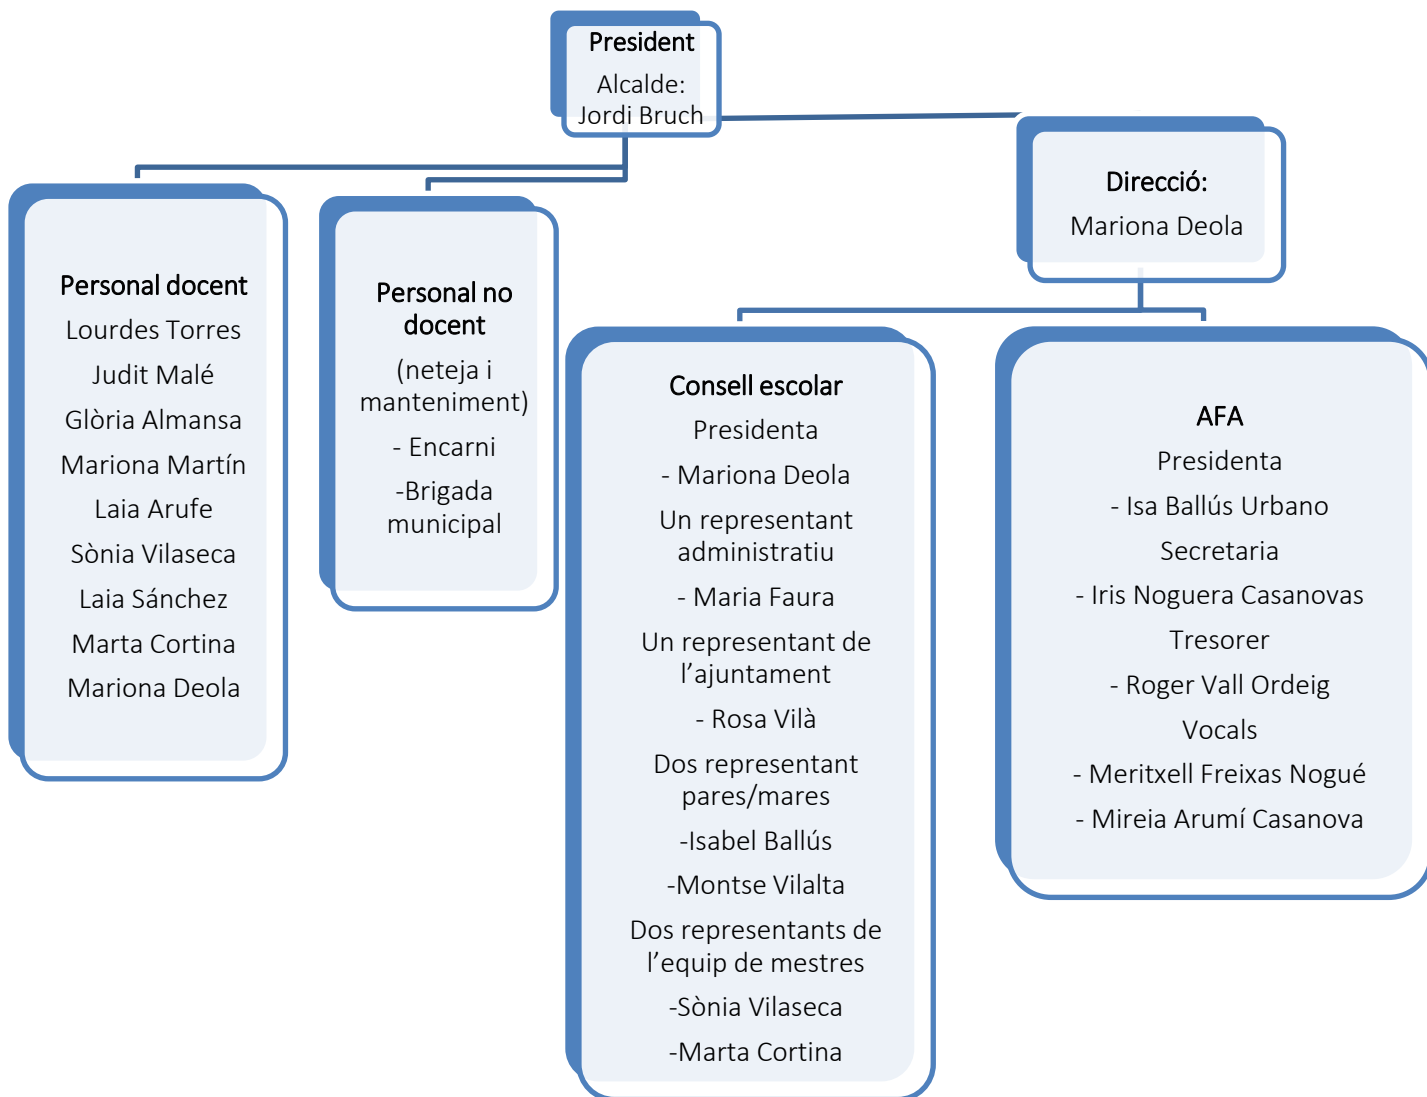 President
Alcalde:
Jordi Bruch
Direcció:
Mariona Deola
Personal docent
Lourdes Torres
Judit Malé
Glòria Almansa
Mariona Martín
Laia Arufe
Sònia Vilaseca
Laia Sánchez
Marta Cortina
Mariona Deola
Personal no
docent
(neteja i
manteniment)
- Encarni
-Brigada
municipal
Consell escolar
Presidenta
- Mariona Deola
Un representant
administratiu
- Maria Faura
Un representant de
l’ajuntament
- Rosa Vilà
Dos representant
pares/mares
-Isabel Ballús
-Montse Vilalta
Dos representants de
l’equip de mestres
-Sònia Vilaseca
-Marta Cortina
AFA
Presidenta
- Isa Ballús Urbano
Secretaria
- Iris Noguera Casanovas
Tresorer
- Roger Vall Ordeig
Vocals
- Meritxell Freixas Nogué
- Mireia Arumí Casanova